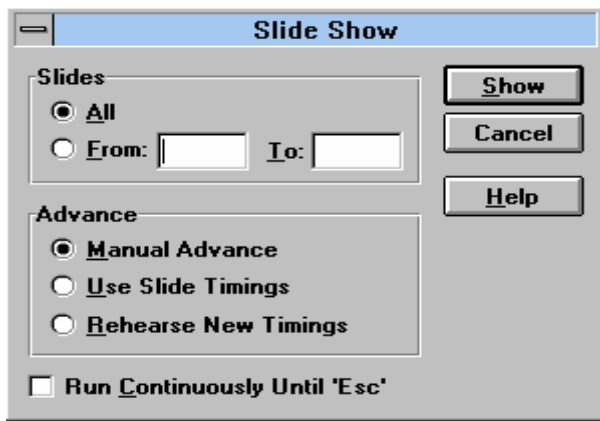 Slide Show
Slides
All
From: To:
Show
Cancel
Help
Advance
Manual Advance
Use Slide Timings
Rehearse New Timings
Run Continuously Until 'Esc'